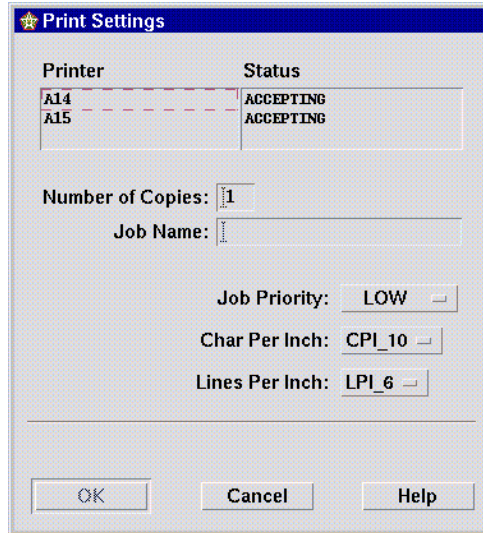 Print Settings
Printer Status
A14 ACCEPTING
A15 ACCEPTING
Number of Copies: 1
Job Name:
Job Priority: LOW
Char Per Inch: CPI_10
Lines Per Inch: LPI_6
OK Cancel Help